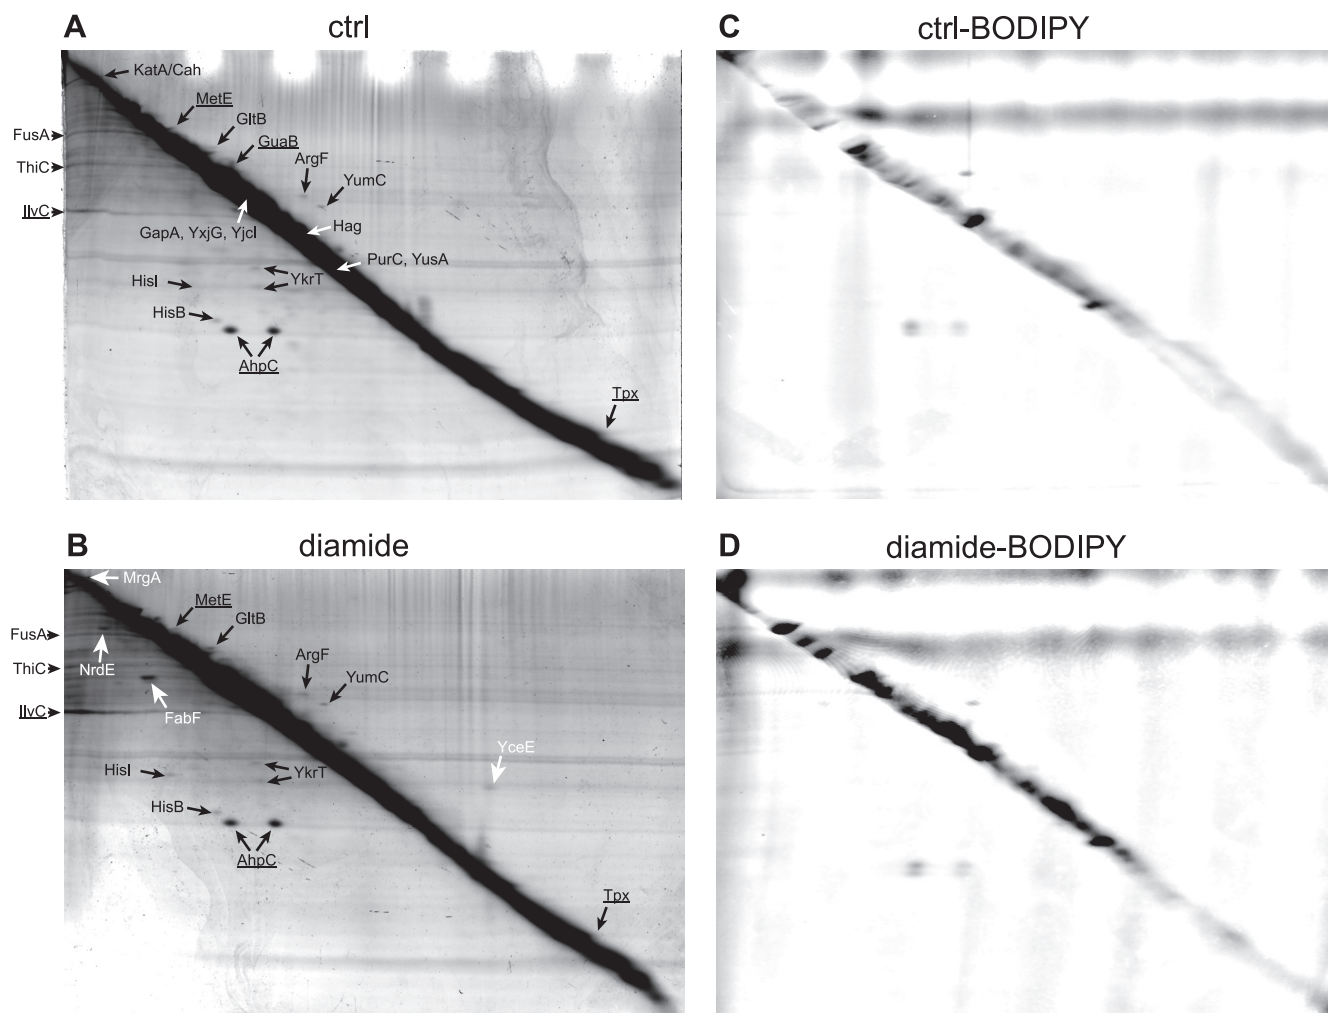 A
ctrl
KatA/Cah
MetE
GltB
FusA
GuaB
ArgF
ThiC
YumC
IlvC
GapA, YxjG, YjcI
Hag
PurC, YusA
HisI
YkrT
HisB
AhpC
Tpx
C
ctrl-BODIPY
B
diamide
MrgA
MetE
GltB
FusA
ArgF
ThiC
NrdE
YumC
IlvC
FabF
YceE
HisI
YkrT
HisB
AhpC
Tpx
D
diamide-BODIPY